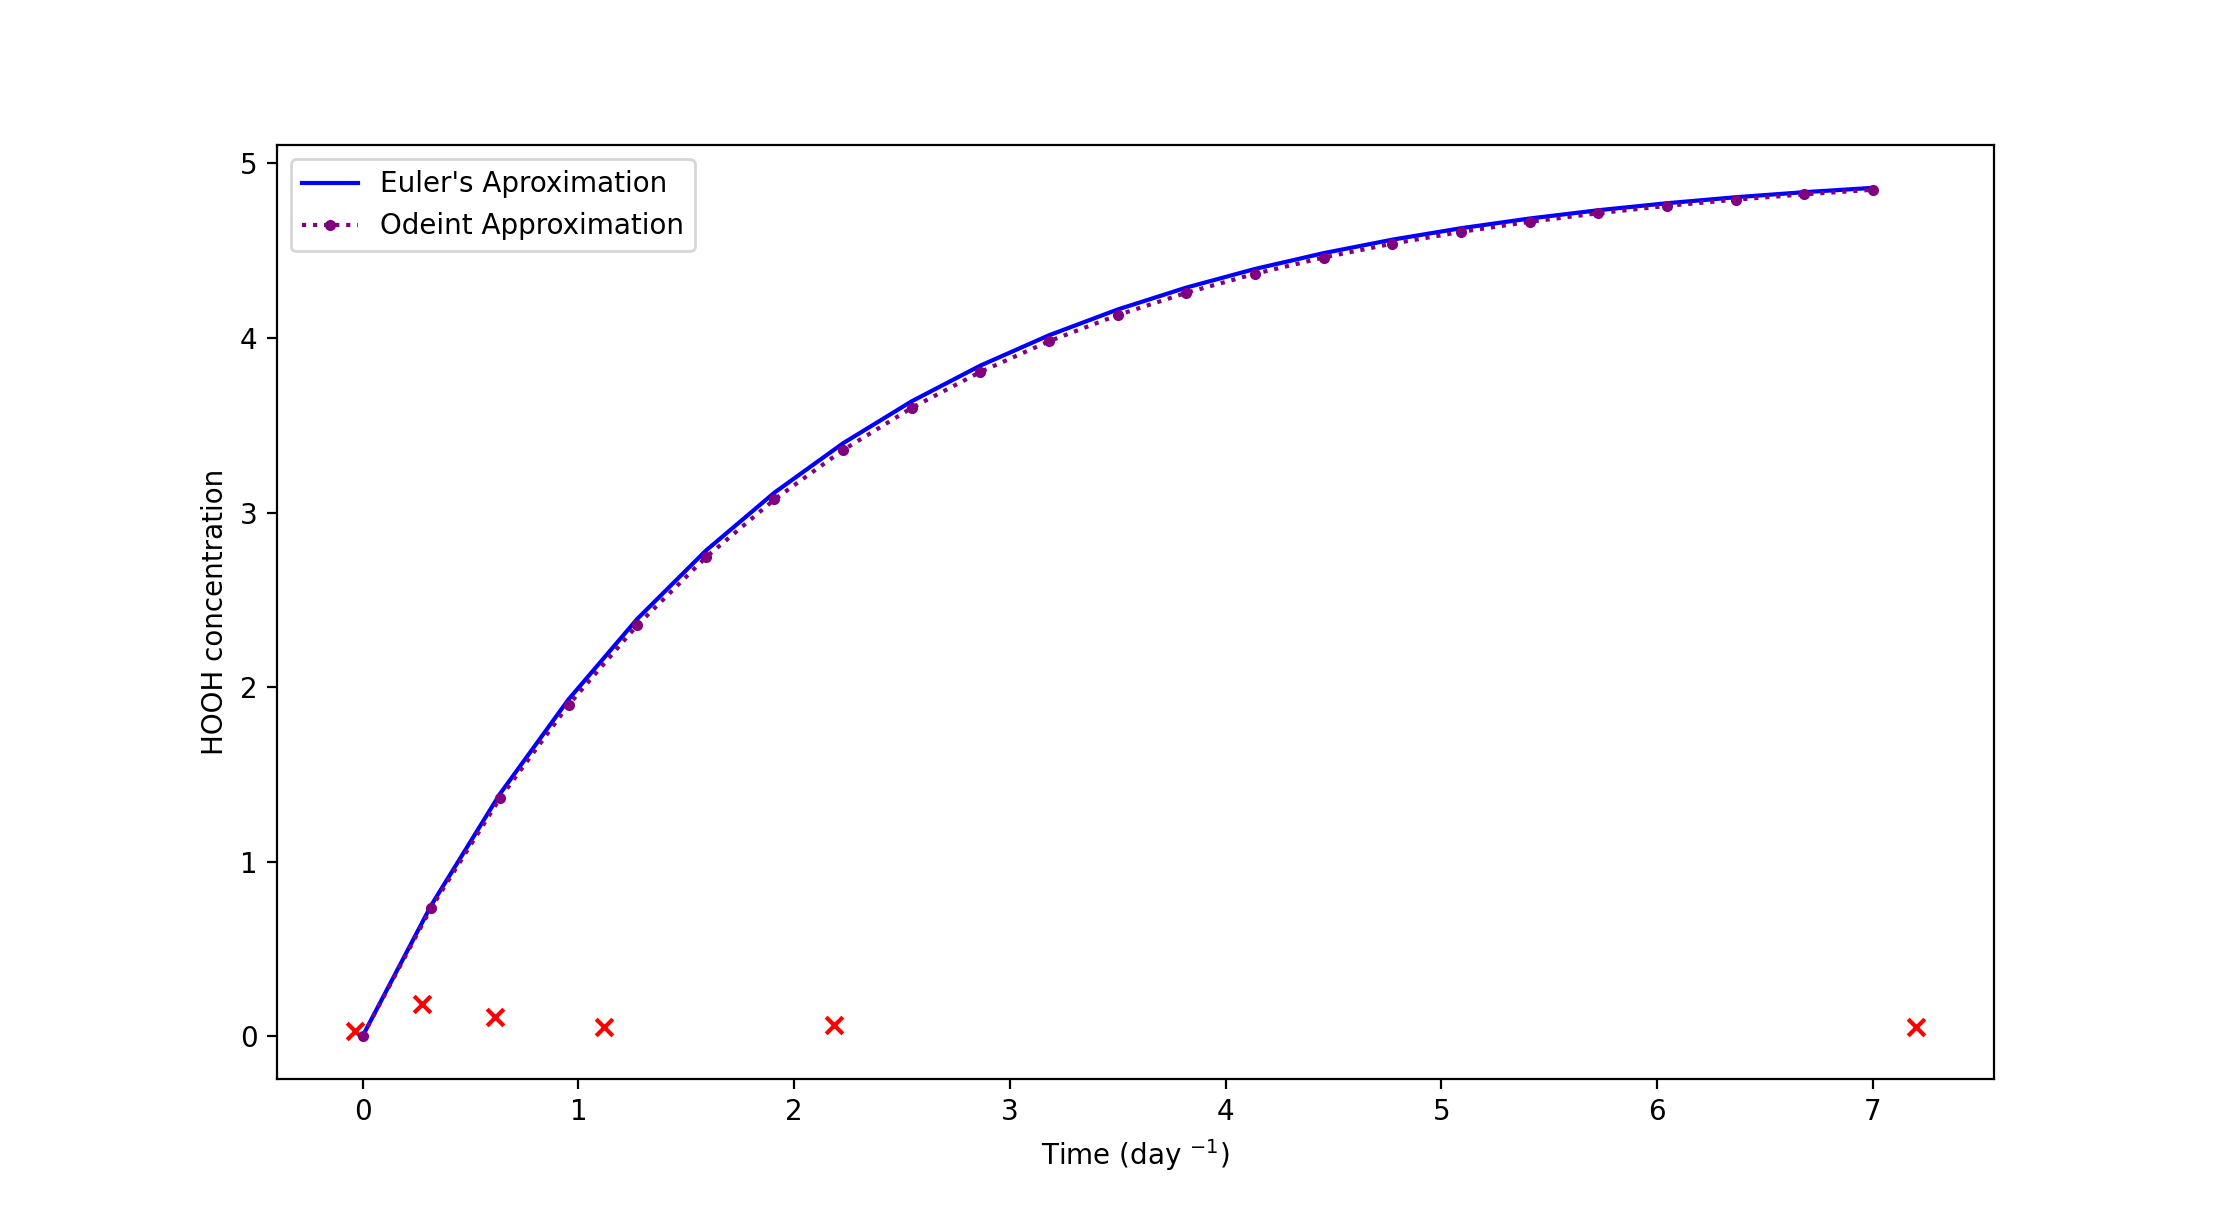 Euler's Aproximation
Odeint Approximation
5
4
3
2
1
0
HOOH concentration
0 1 2 3 4 5 6 7
Time (day ⁻¹)